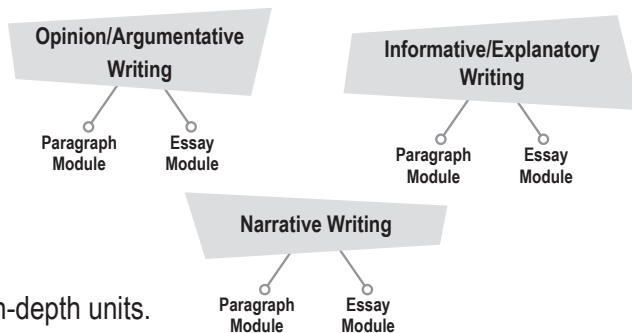 Opinion/Argumentative
Writing
Paragraph
Module
Essay
Module
Informative/Explanatory
Writing
Paragraph
Module
Essay
Module
Narrative Writing
Paragraph
Module
Essay
Module
n-depth units.